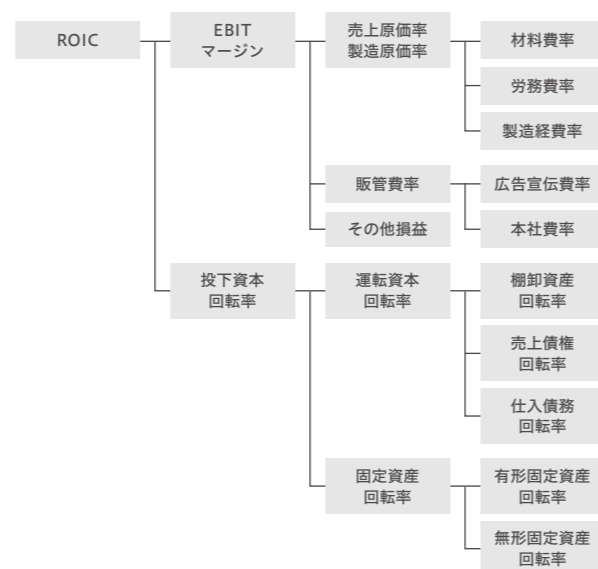 ROIC
EBIT
マージン
売上原価率
製造原価率
材料費率
労務費率
製造経費率
販管費率
広告宣伝費率
その他損益
本社費率
投下資本
回転率
運転資本
回転率
棚卸資産
回転率
売上債権
回転率
仕入債務
回転率
固定資産
回転率
有形固定資産
回転率
無形固定資産
回転率